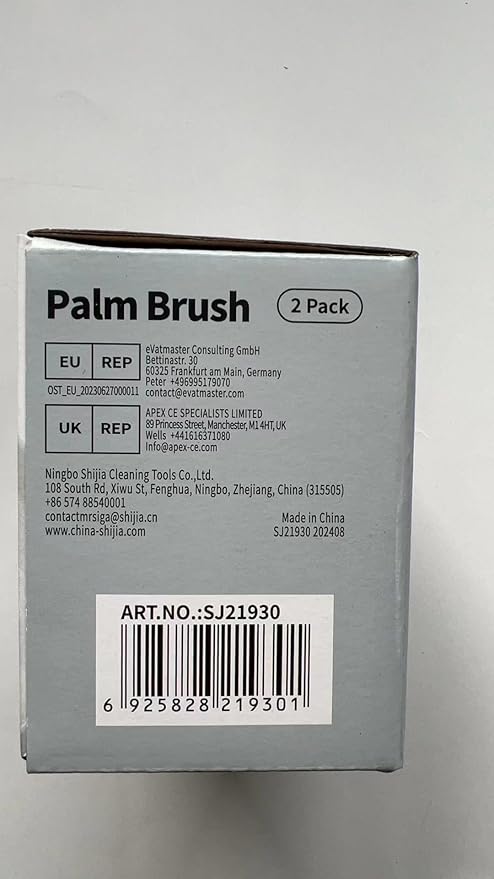 Palm Brush 2 Pack
EU REP
eVatmaster Consulting GmbH
Bettinastr. 30
60325 Frankfurt am Main, Germany
Peter +496995179070
OST_EU_20230627000011 contact@evatmaster.com
UK REP
APEX CE SPECIALISTS LIMITED
89 Princess Street, Manchester, M1 4HT, UK
Wells +441616371080
Info@apex-ce.com
Ningbo Shijia Cleaning Tools Co.,Ltd.
108 South Rd, Xiwu St, Fenghua, Ningbo, Zhejiang, China (315505)
+86 574 88540001
contactmrsiga@shijia.cn Made in China
www.china-shijia.com SJ21930 202408
ART.NO.:SJ21930
6 925828 219301